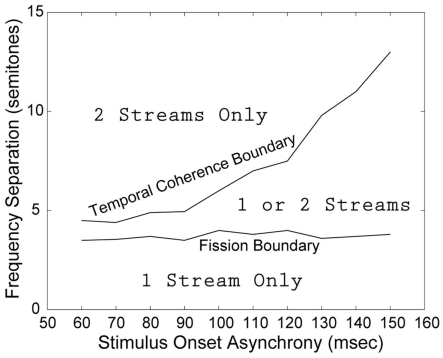 15
10
5
0
Frequency Separation (semitones)
2 Streams Only
Temporal Coherence Boundary
1 or 2 Streams
Fission Boundary
1 Stream Only
50 60 70 80 90 100 110 120 130 140 150 160
Stimulus Onset Asynchrony (msec)